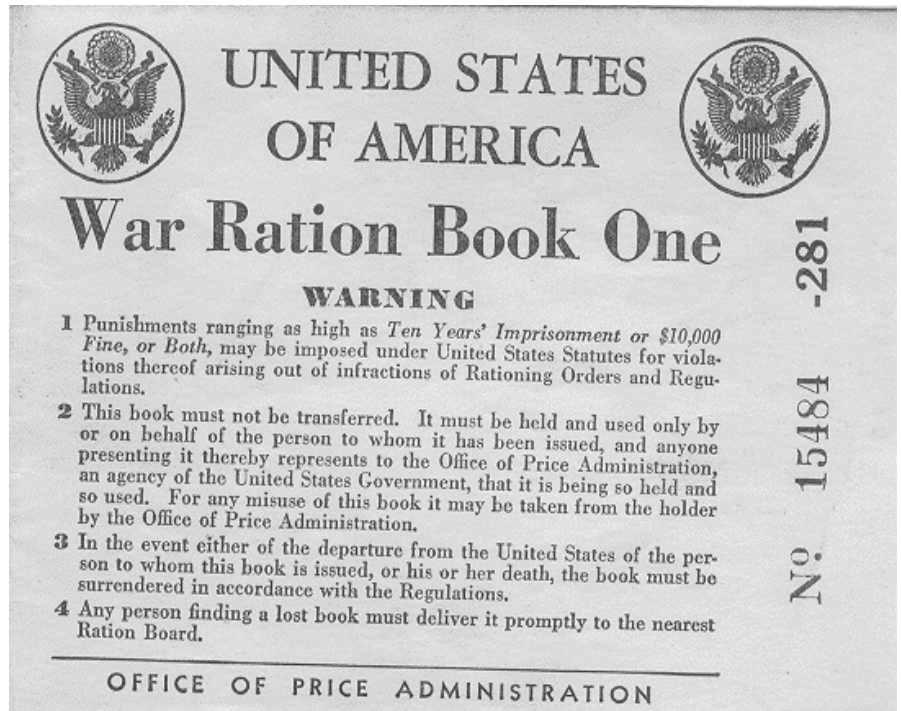 UNITED STATES
OF AMERICA
War Ration Book One
WARNING
1 Punishments ranging as high as Ten Years' Imprisonment or $10,000
Fine, or Both, may be imposed under United States Statutes for viola-
tions thereof arising out of infractions of Rationing Orders and Regu-
lations.
2 This book must not be transferred. It must be held and used only by
or on behalf of the person to whom it has been issued, and anyone
presenting it thereby represents to the Office of Price Administration,
an agency of the United States Government, that it is being so held and
so used. For any misuse of this book it may be taken from the holder
by the Office of Price Administration.
3 In the event either of the departure from the United States of the per-
son to whom this book is issued, or his or her death, the book must be
surrendered in accordance with the Regulations.
4 Any person finding a lost book must deliver it promptly to the nearest
Ration Board.
OFFICE OF PRICE ADMINISTRATION
No. 15484 -281